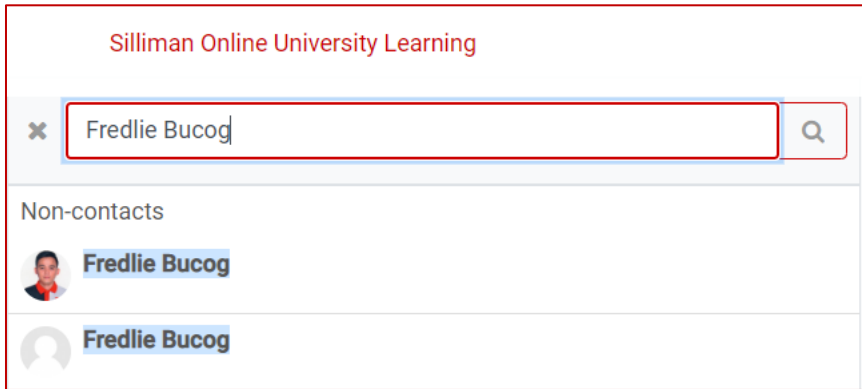 Silliman Online University Learning
Fredlie Bucog
Non-contacts
Fredlie Bucog
Fredlie Bucog